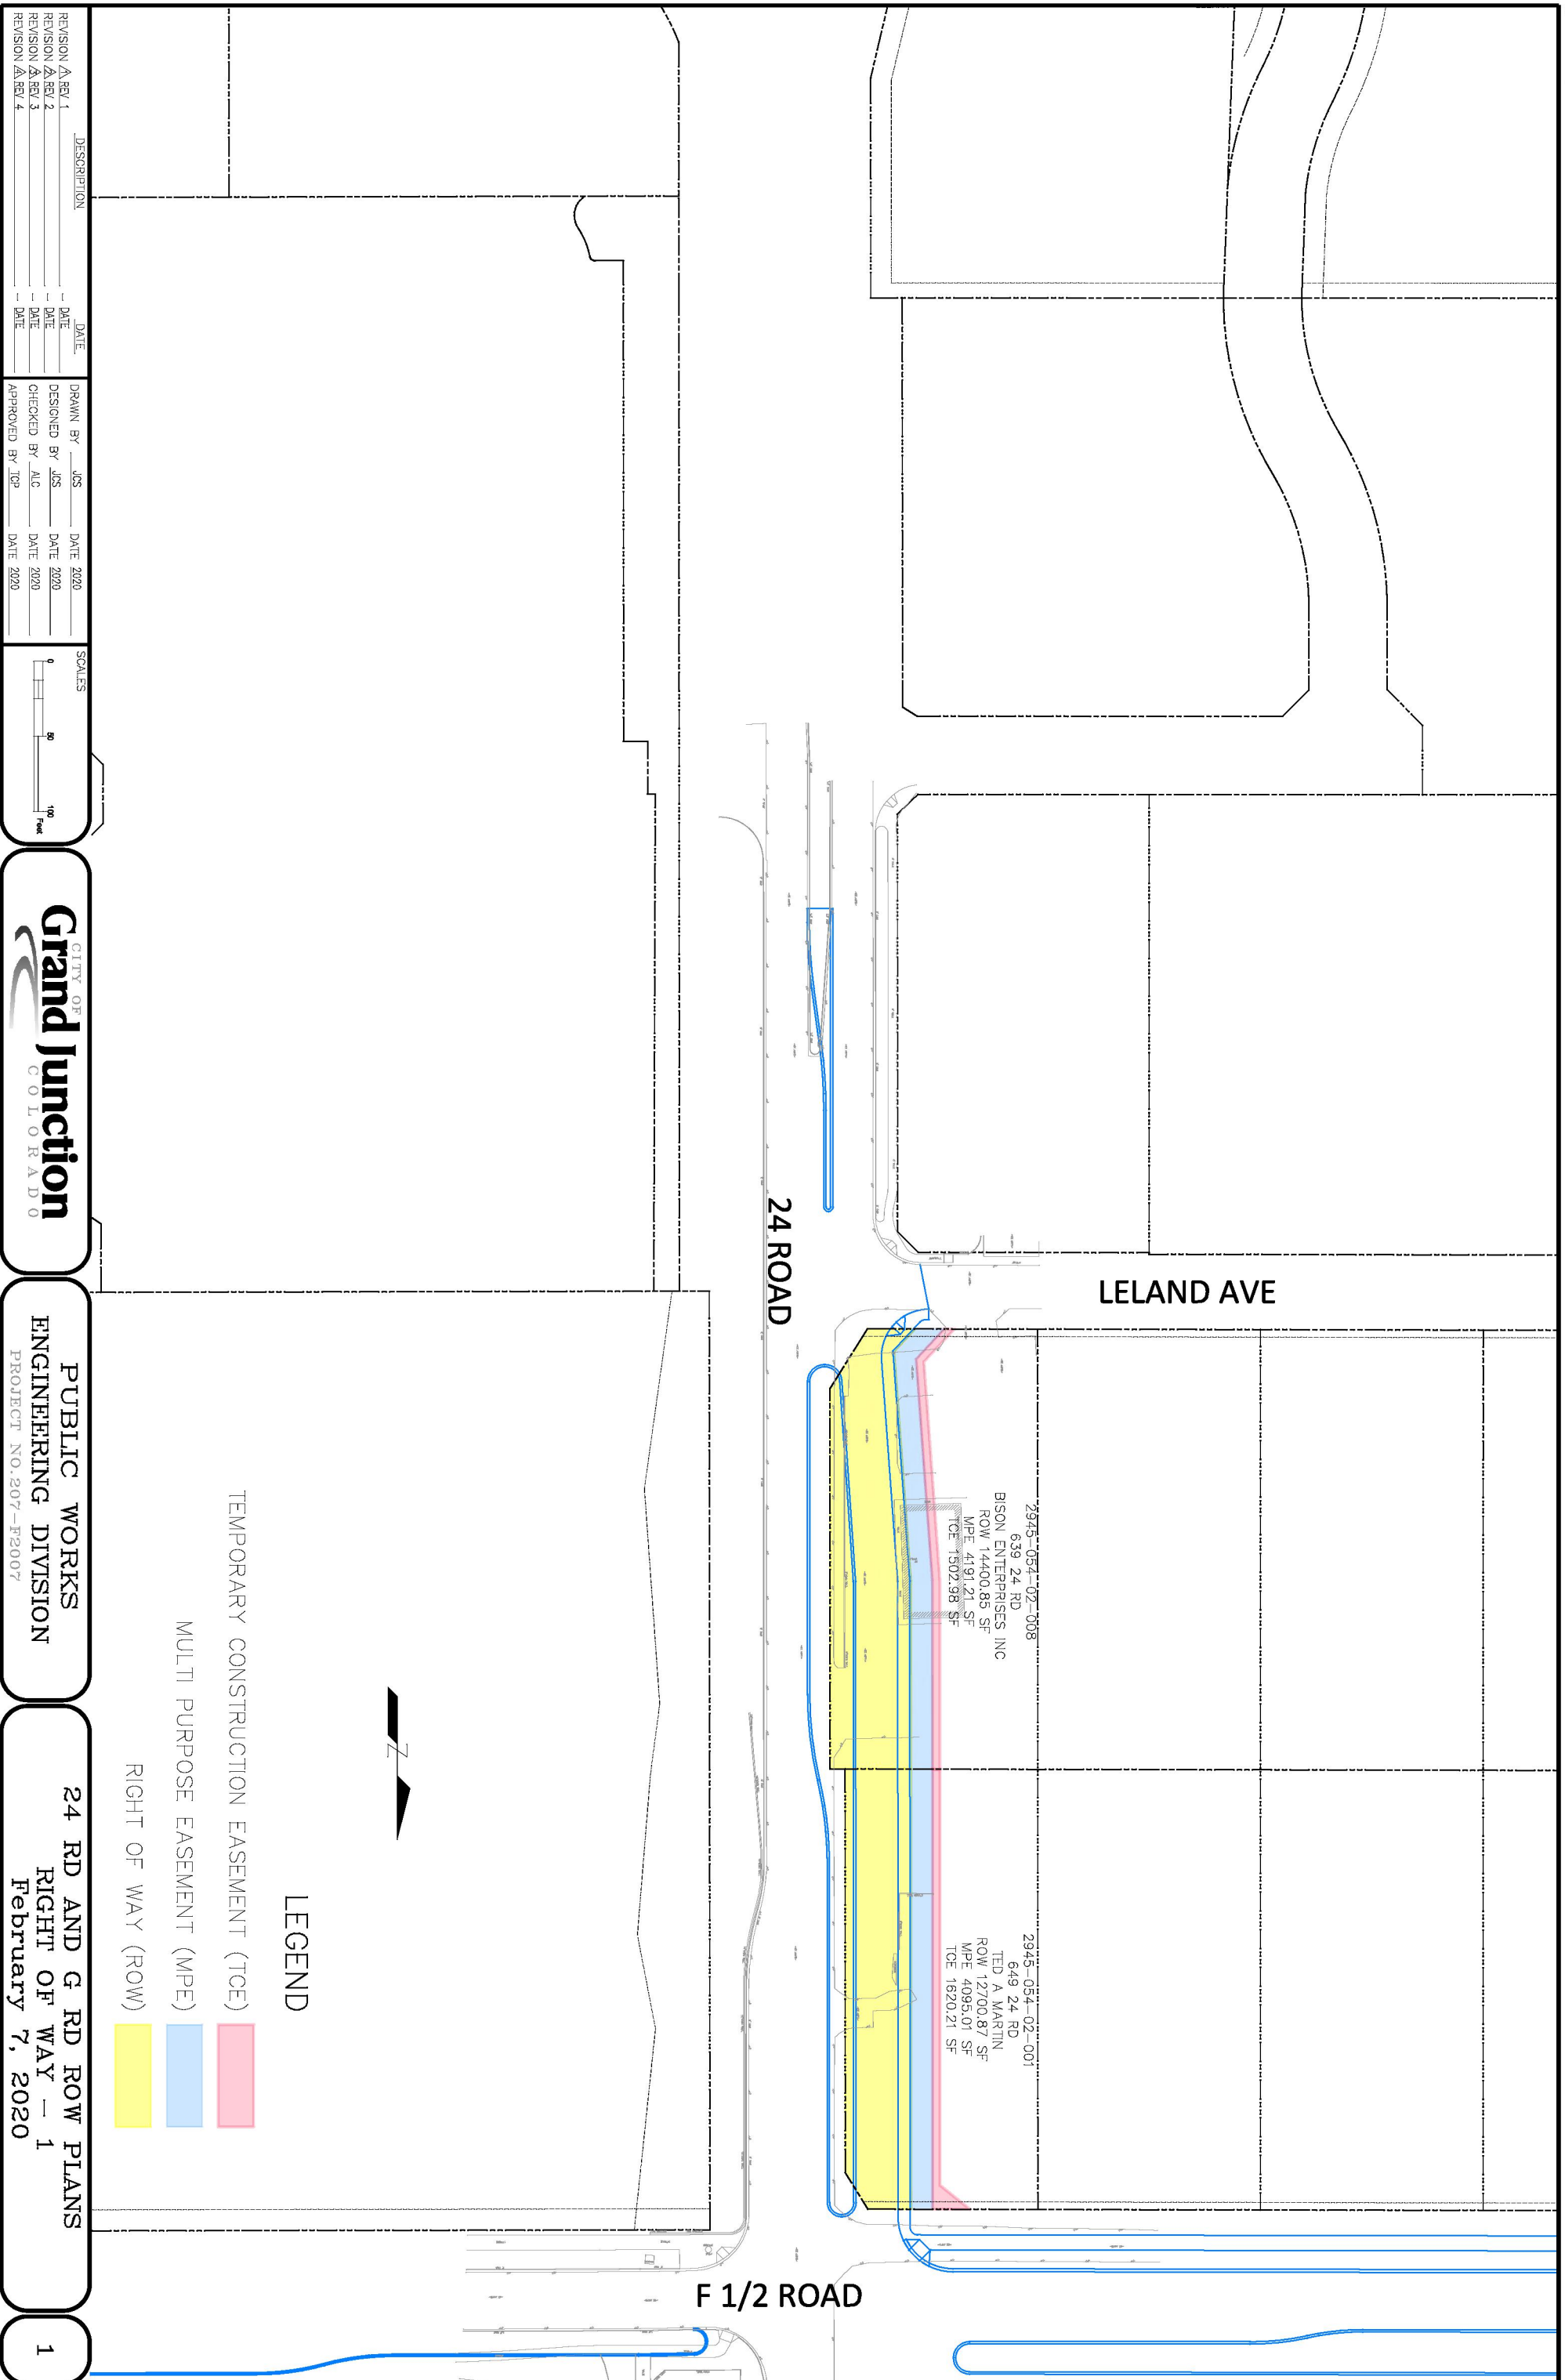 24 ROAD
LELAND AVE
F 1/2 ROAD
2945-054-02-008
639 24 RD
BISON ENTERPRISES INC
ROW 14400.85 SF
MPE 4191.21 SF
TCE 1502.98 SF
2945-054-02-001
649 24 RD
TED A MARTIN
ROW 12700.87 SF
MPE 4095.01 SF
TCE 1620.21 SF
LEGEND
TEMPORARY CONSTRUCTION EASEMENT (TCE)
MULTI PURPOSE EASEMENT (MPE)
RIGHT OF WAY (ROW)
Z
DESCRIPTION DATE
REVISION 1 REV 1 -- DATE
REVISION 2 REV 2 -- DATE
REVISION 3 REV 3 -- DATE
REVISION 4 REV 4 -- DATE
DRAWN BY JCS DATE 2020
DESIGNED BY JCS DATE 2020
CHECKED BY ALC DATE 2020
APPROVED BY TCP DATE 2020
SCALES
0 50 100
Feet
CITY OF
Grand Junction
COLORADO
PUBLIC WORKS
ENGINEERING DIVISION
PROJECT NO.207-F2007
24 RD AND G RD ROW PLANS
RIGHT OF WAY - 1
February 7, 2020
1